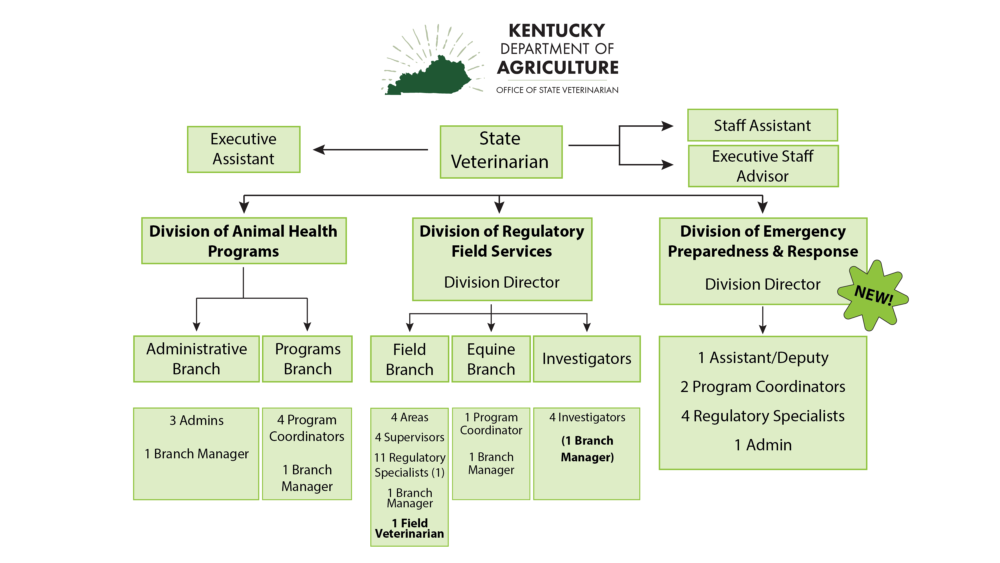 KENTUCKY
DEPARTMENT OF
AGRICULTURE
OFFICE OF STATE VETERINARIAN
Executive
Assistant
State
Veterinarian
Staff Assistant
Executive Staff
Advisor
Division of Animal Health
Programs
Division of Regulatory
Field Services
Division Director
Division of Emergency
Preparedness & Response
Division Director
NEW!
Administrative
Branch
Programs
Branch
Field
Branch
Equine
Branch
Investigators
3 Admins
1 Branch Manager
4 Program
Coordinators
1 Branch
Manager
4 Areas
4 Supervisors
11 Regulatory
Specialists (1)
1 Branch
Manager
1 Field
Veterinarian
1 Program
Coordinator
1 Branch
Manager
4 Investigators
(1 Branch
Manager)
1 Assistant/Deputy
2 Program Coordinators
4 Regulatory Specialists
1 Admin